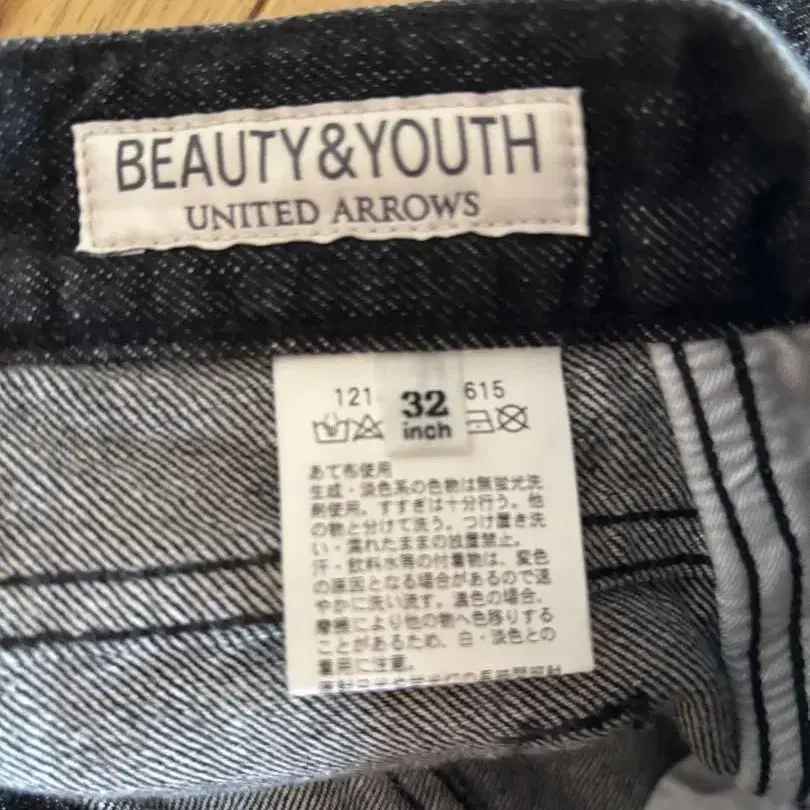 BEAUTY&YOUTH
UNITED ARROWS
121 32 615
inch
あて布使用
生成・淡色系の色物は無蛍光洗
剤使用。すすぎは十分行う。他
の物と分けて洗う。つけ置き洗
い・濡れたままの放置禁止。
汗・飲料水等の付着物は、変色
の原因となる場合があるので速
やかに洗い流す。濃色の場合、
摩擦により他の物へ色移りする
ことがあるため、白・淡色との
着用に注意。